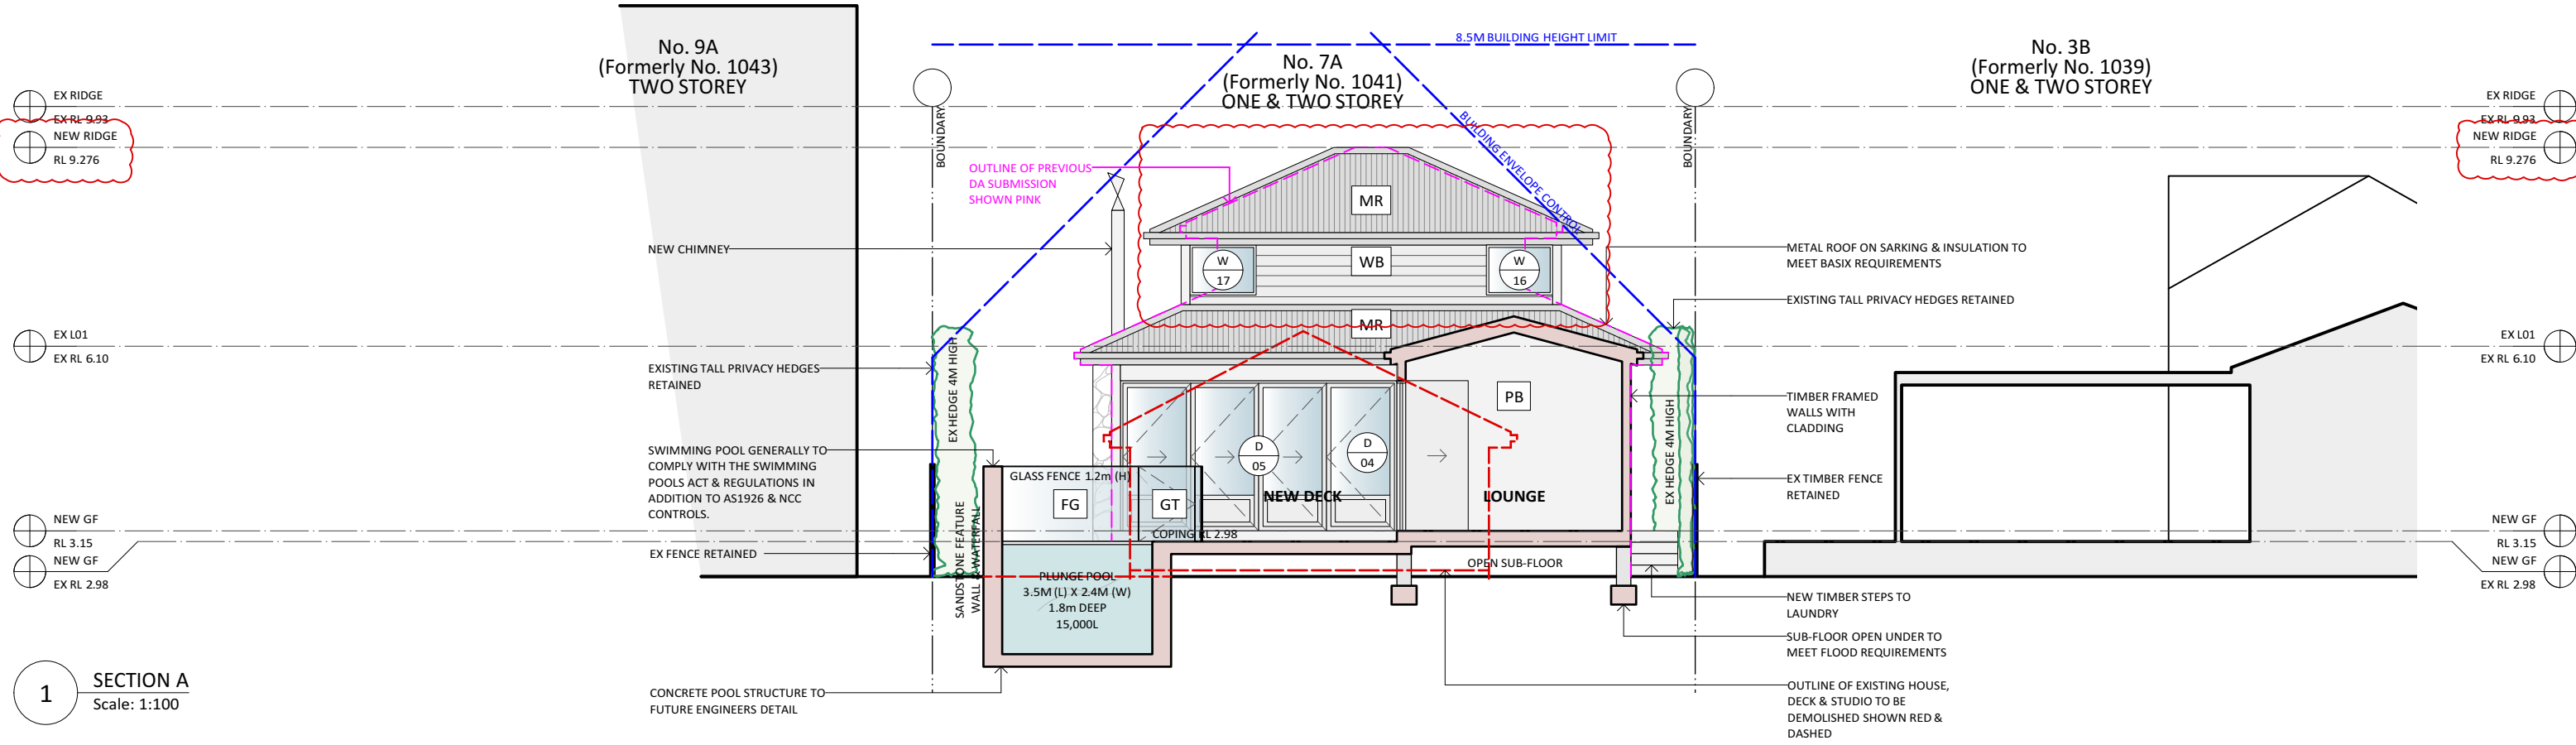 No. 9A
(Formerly No. 1043)
TWO STOREY
8.5M BUILDING HEIGHT LIMIT
No. 7A
(Formerly No. 1041)
ONE & TWO STOREY
No. 3B
(Formerly No. 1039)
ONE & TWO STOREY
EX RIDGE
EX RL 9.93
NEW RIDGE
RL 9.276
EX RIDGE
EX RL 9.93
NEW RIDGE
RL 9.276
BOUNDARY
BOUNDARY
BUILDING ENVELOPE CONTROL
OUTLINE OF PREVIOUS
DA SUBMISSION
SHOWN PINK
MR
NEW CHIMNEY
W
17
WB
W
16
METAL ROOF ON SARKING & INSULATION TO
MEET BASIX REQUIREMENTS
EXISTING TALL PRIVACY HEDGES RETAINED
MR
EX L01
EX RL 6.10
EX L01
EX RL 6.10
EXISTING TALL PRIVACY HEDGES
RETAINED
EX HEDGE 4M HIGH
PB
TIMBER FRAMED
WALLS WITH
CLADDING
EX HEDGE 4M HIGH
SWIMMING POOL GENERALLY TO
COMPLY WITH THE SWIMMING
POOLS ACT & REGULATIONS IN
ADDITION TO AS1926 & NCC
CONTROLS.
D
05
D
04
GLASS FENCE 1.2m (H)
FG
GT
NEW DECK
LOUNGE
EX TIMBER FENCE
RETAINED
NEW GF
RL 3.15
NEW GF
EX RL 2.98
NEW GF
RL 3.15
NEW GF
EX RL 2.98
SANDSTONE FEATURE
WALL & WATERFALL
COPING RL 2.98
EX FENCE RETAINED
OPEN SUB-FLOOR
PLUNGE POOL
3.5M (L) X 2.4M (W)
1.8m DEEP
15,000L
NEW TIMBER STEPS TO
LAUNDRY
SUB-FLOOR OPEN UNDER TO
MEET FLOOD REQUIREMENTS
1
SECTION A
Scale: 1:100
CONCRETE POOL STRUCTURE TO
FUTURE ENGINEERS DETAIL
OUTLINE OF EXISTING HOUSE,
DECK & STUDIO TO BE
DEMOLISHED SHOWN RED &
DASHED